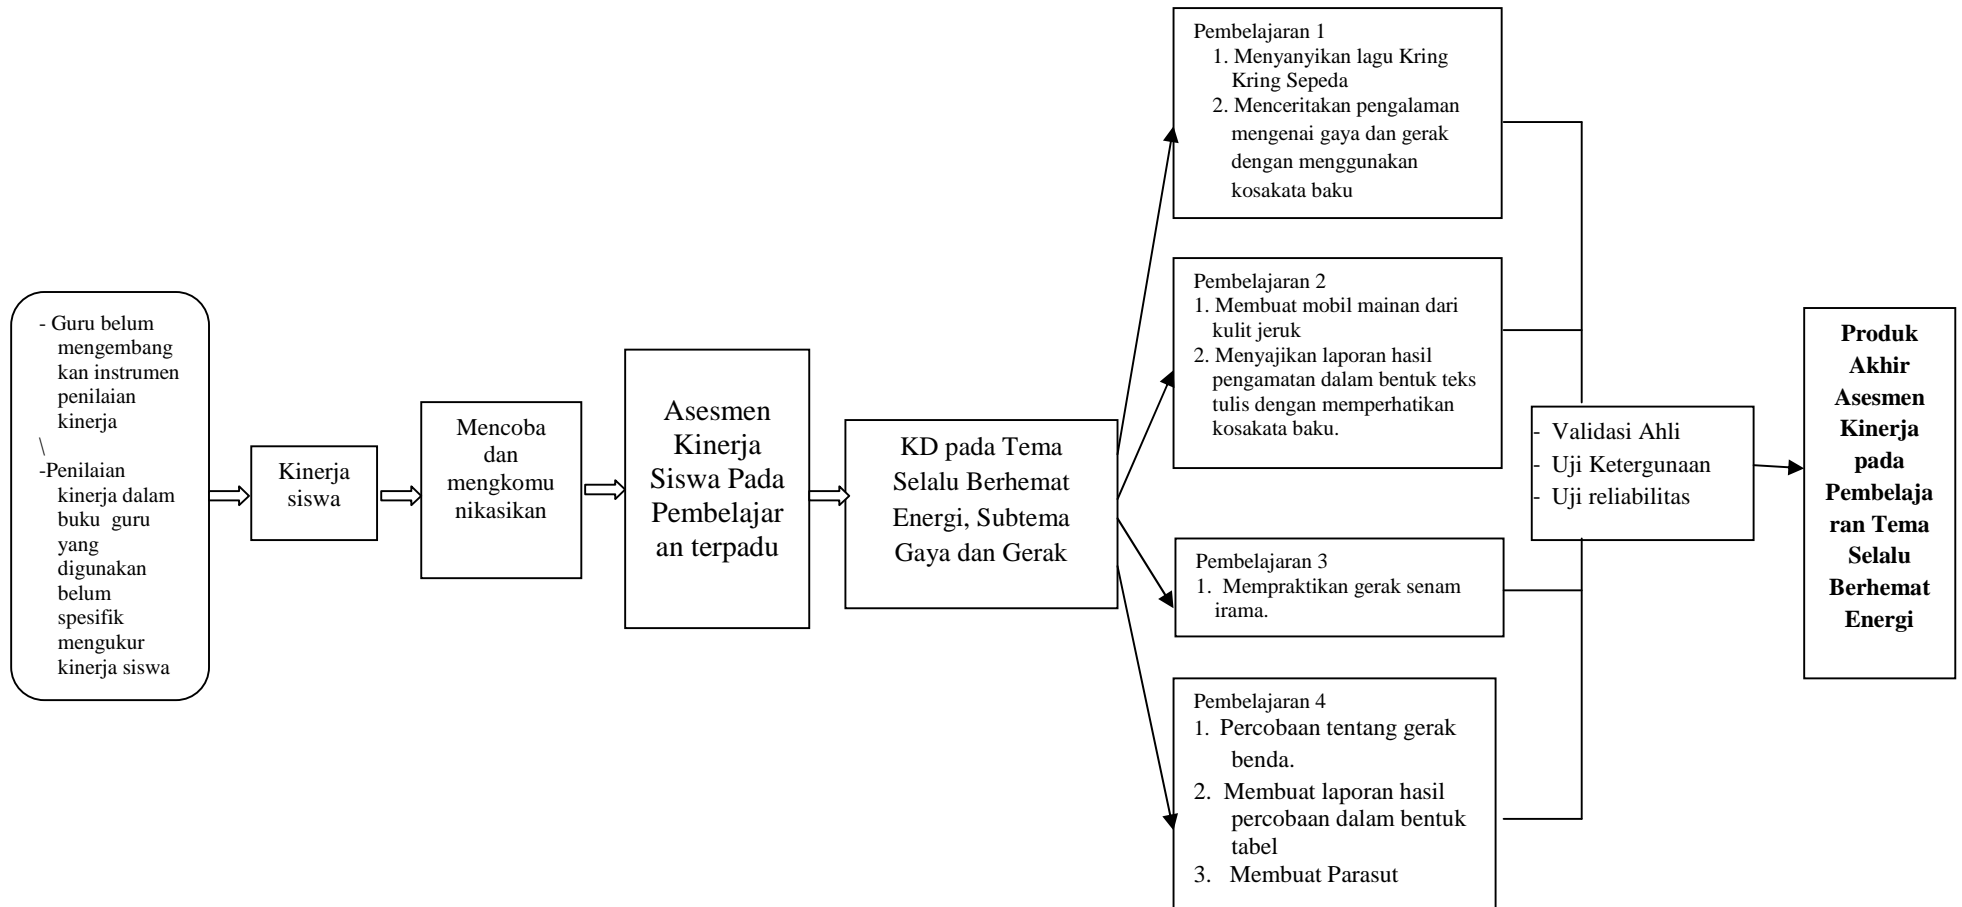 - Guru belum
mengembang
kan instrumen
penilaian
kinerja
\
-Penilaian
kinerja dalam
buku guru
yang
digunakan
belum
spesifik
mengukur
kinerja siswa
Kinerja
siswa
Mencoba
dan
mengkomu
nikasikan
Asesmen
Kinerja
Siswa Pada
Pembelajar
an terpadu
KD pada Tema
Selalu Berhemat
Energi, Subtema
Gaya dan Gerak
Pembelajaran 1
1. Menyanyikan lagu Kring
Kring Sepeda
2. Menceritakan pengalaman
mengenai gaya dan gerak
dengan menggunakan
kosakata baku
Pembelajaran 2
1. Membuat mobil mainan dari
kulit jeruk
2. Menyajikan laporan hasil
pengamatan dalam bentuk teks
tulis dengan memperhatikan
kosakata baku.
Pembelajaran 3
1. Mempraktikan gerak senam
irama.
Pembelajaran 4
1. Percobaan tentang gerak
benda.
2. Membuat laporan hasil
percobaan dalam bentuk
tabel
3. Membuat Parasut
- Validasi Ahli
- Uji Ketergunaan
- Uji reliabilitas
Produk
Akhir
Asesmen
Kinerja
pada
Pembelaja
ran Tema
Selalu
Berhemat
Energi